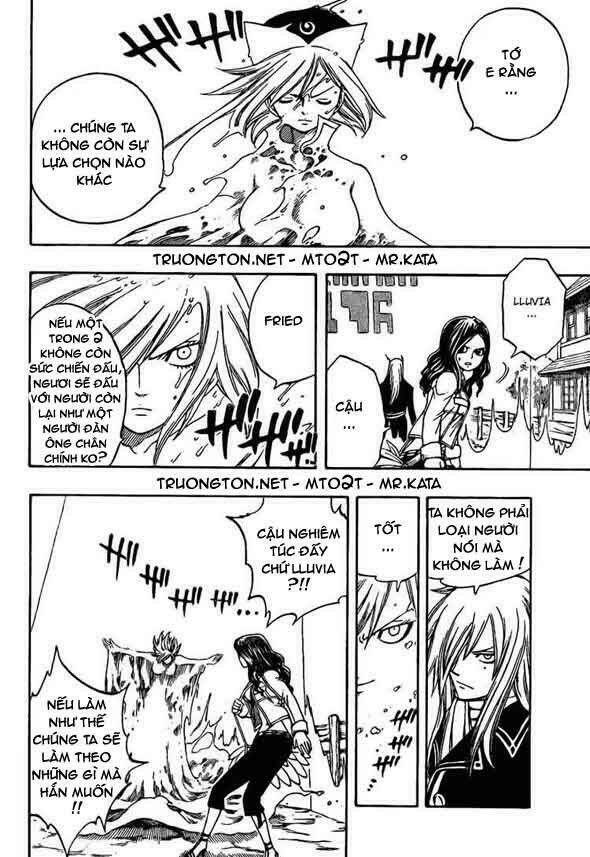 TỚ
E RẰNG
...
... CHÚNG TA
KHÔNG CÒN SỰ
LỰA CHỌN NÀO
KHÁC
TRUONGTON.NET - MTO2T - MR.KATA
LLUVIA
...
CẬU
...
FRIED
NẾU MỘT
TRONG 2
KHÔNG CÒN
SỨC CHIẾN ĐẤU,
NGƯƠI SẼ ĐẤU
VỚI NGƯỜI CÒN
LẠI NHƯ MỘT
NGƯỜI ĐÀN
ÔNG CHÂN
CHÍNH KO?
TRUONGTON.NET - MTO2T - MR.KATA
TA KHÔNG PHẢI
LOẠI NGƯỜI
NÓI MÀ
KHÔNG LÀM !
TỐT
...
CẬU NGHIÊM
TÚC ĐẤY
CHỨ LLUVIA
?!!
NẾU LÀM
NHƯ THẾ
CHÚNG TA SẼ
LÀM THEO
NHỮNG GÌ MÀ
HẮN MUỐN
!!